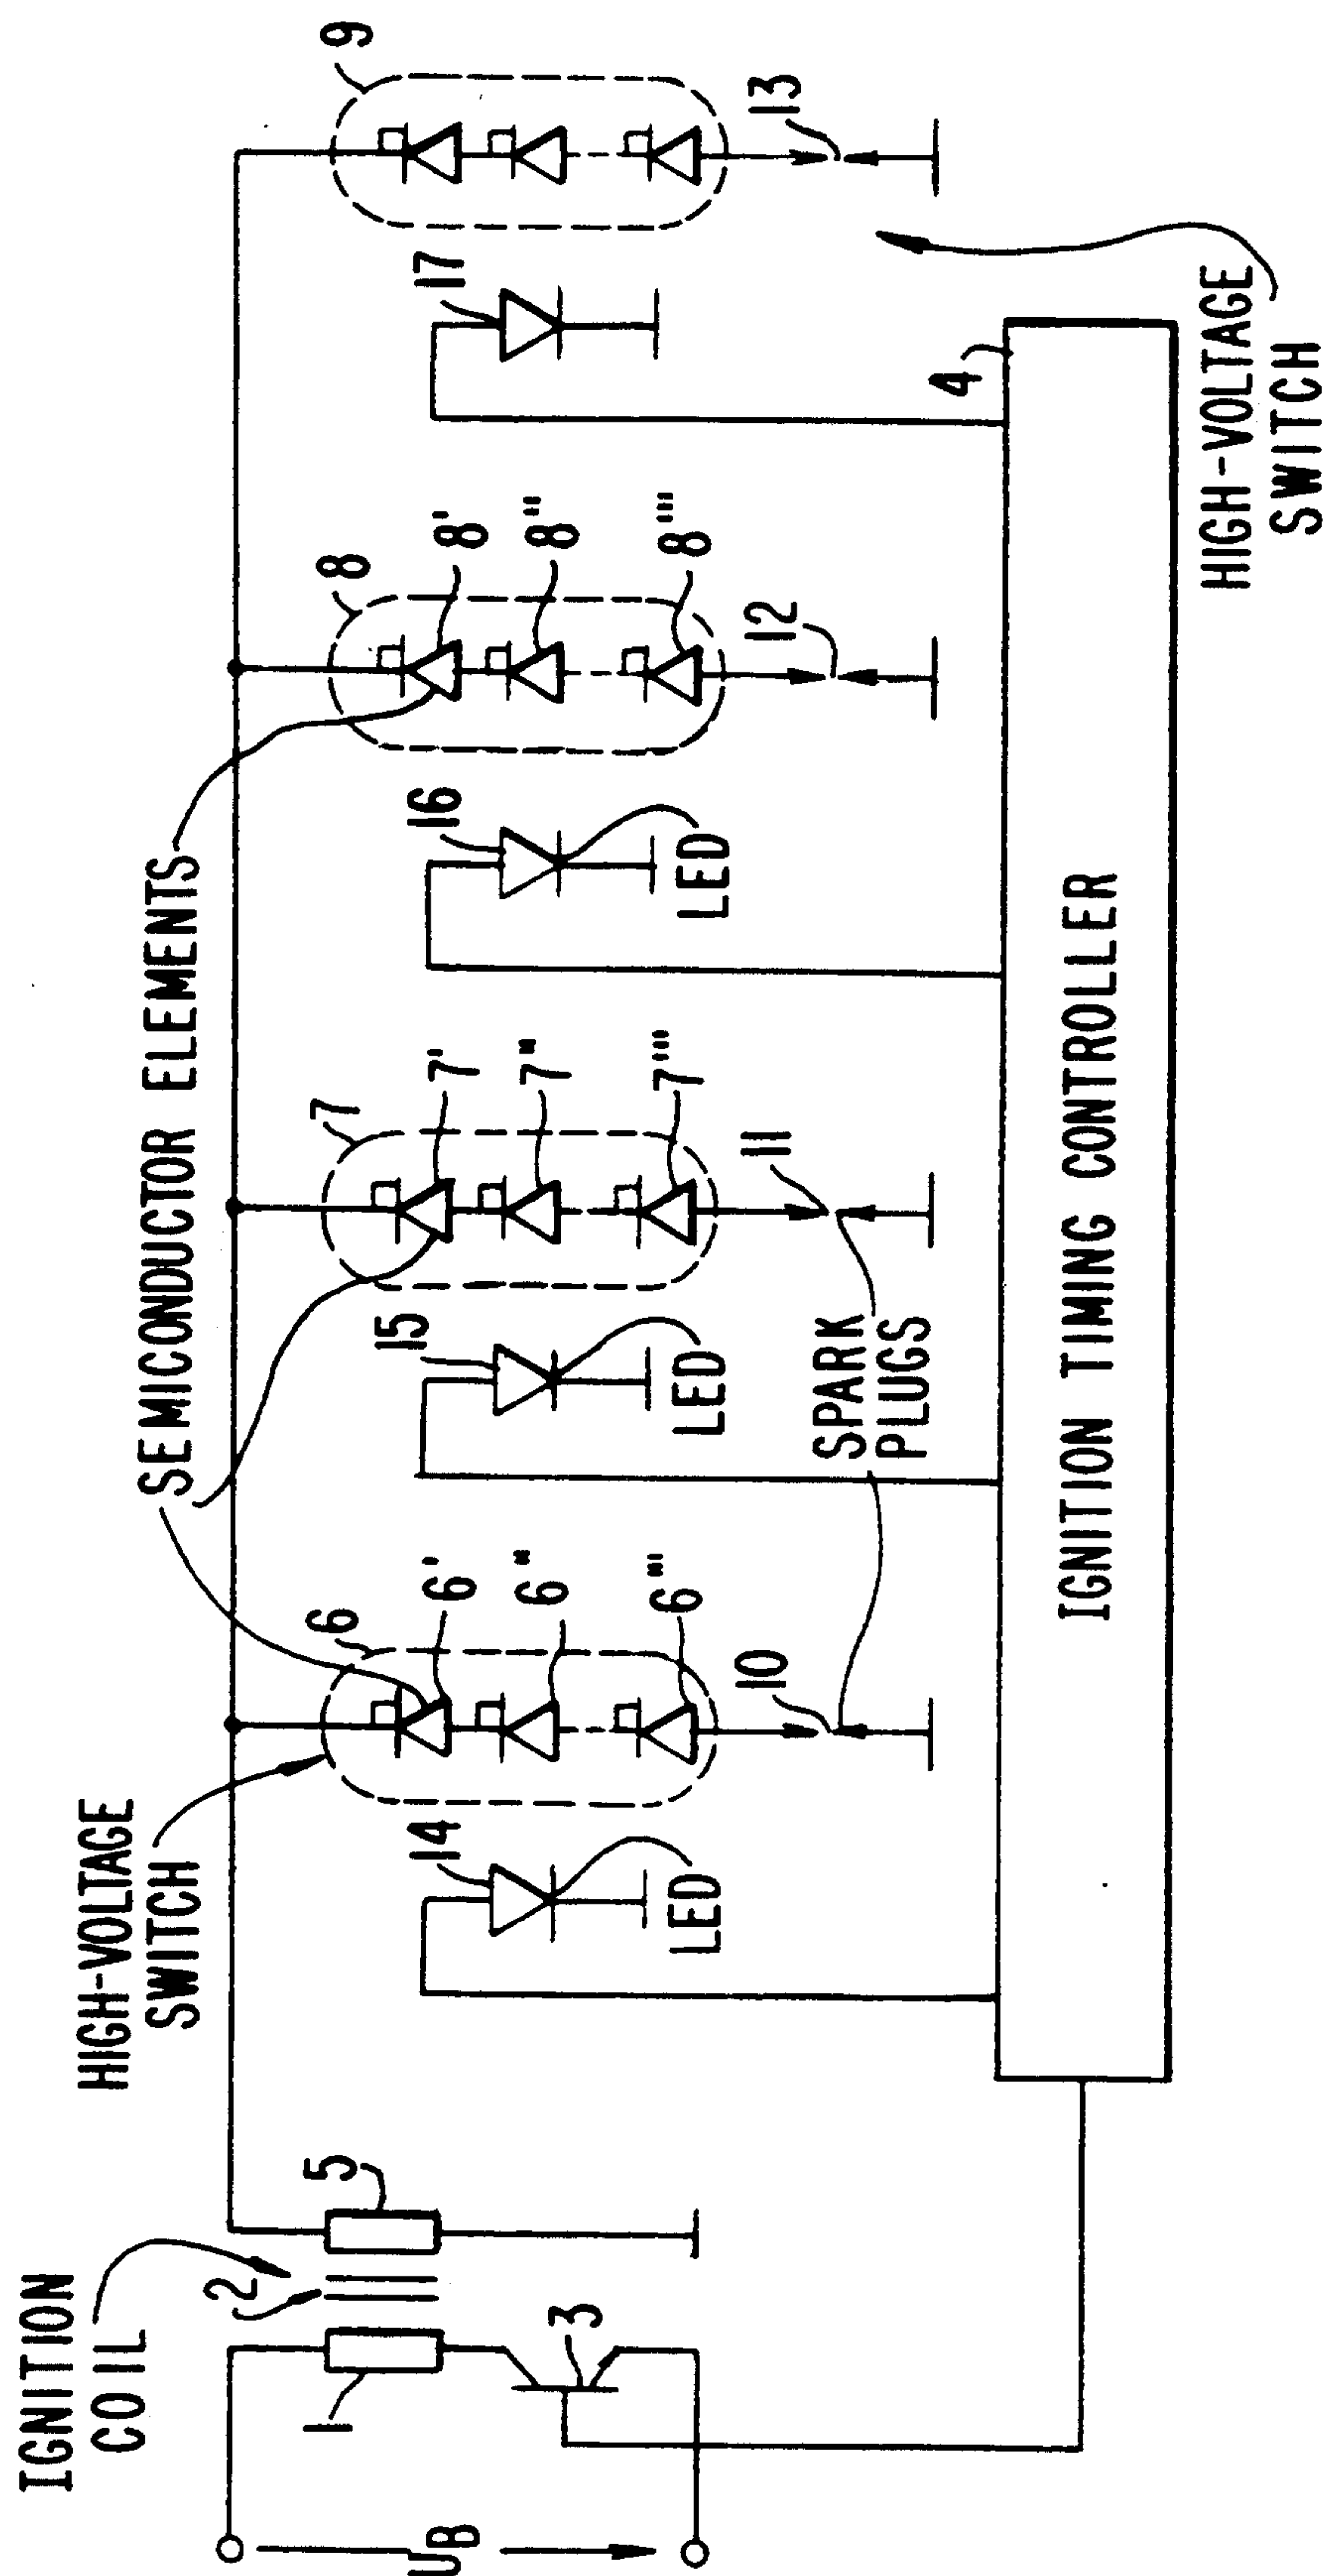 IGNITION
COIL
HIGH-VOLTAGE
SWITCH
SEMICONDUCTOR ELEMENTS
2
5
1
3
UB
6
6'
6"
6"'
7
7'
7"
7"'
8
8'
8"
8"'
9
14
LED
10
15
LED
11
16
LED
12
17
13
SPARK
PLUGS
4
IGNITION TIMING CONTROLLER
HIGH-VOLTAGE
SWITCH